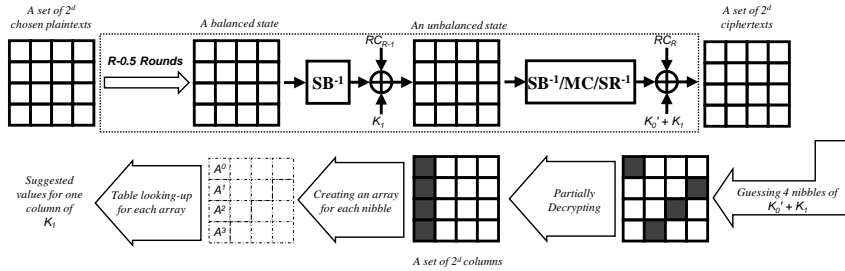 A set of 2^d
chosen plaintexts
A balanced state
An unbalanced state
A set of 2^d
ciphertexts
R-0.5 Rounds
SB⁻¹
RC_{R-1}
K_1
SB⁻¹/MC/SR⁻¹
RC_R
K_0' + K_1
Suggested
values for one
column of
K_1
Table looking-up
for each array
A^0
A^1
A^2
A^3
Creating an array
for each nibble
Partially
Decrypting
Guessing 4 nibbles of
K_0' + K_1
A set of 2^d columns